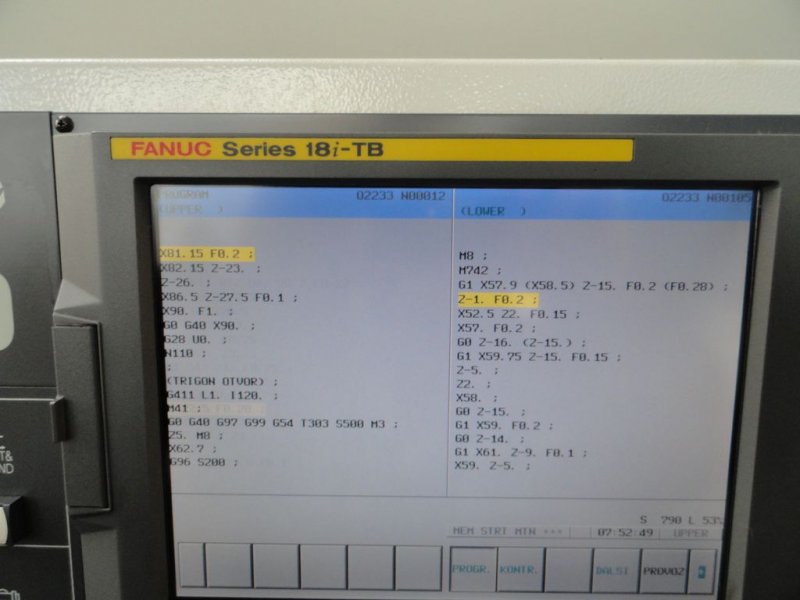 FANUC Series 18i-TB
PROGRAM O2233 N00012
(UPPER )
X81.15 F0.2 ;
X82.15 Z-23. ;
Z-26. ;
X86.5 Z-27.5 F0.1 ;
X90. F1. ;
G0 G40 X90. ;
G28 U0. ;
N110 ;
;
(TRIGON OTVOR) ;
G411 L1. I120. ;
M41 ;
G0 G40 G97 G99 G54 T303 S500 M3 ;
Z5. M8 ;
X62.7 ;
G96 S200 ;
O2233 N00105
(LOWER )
M8 ;
M742 ;
G1 X57.9 (X58.5) Z-15. F0.2 (F0.28) ;
Z-1. F0.2 ;
X52.5 Z2. F0.15 ;
X57. F0.2 ;
G0 Z-16. (Z-15.) ;
G1 X59.75 Z-15. F0.15 ;
Z-5. ;
Z2. ;
X58. ;
G0 Z-15. ;
G1 X59. F0.2 ;
G0 Z-14. ;
G1 X61. Z-9. F0.1 ;
X59. Z-5. ;
S 790 L 53%
MEM STRT MTN *** 07:52:49 UPPER
PROGR. KONTR. DALSI PROVOZ